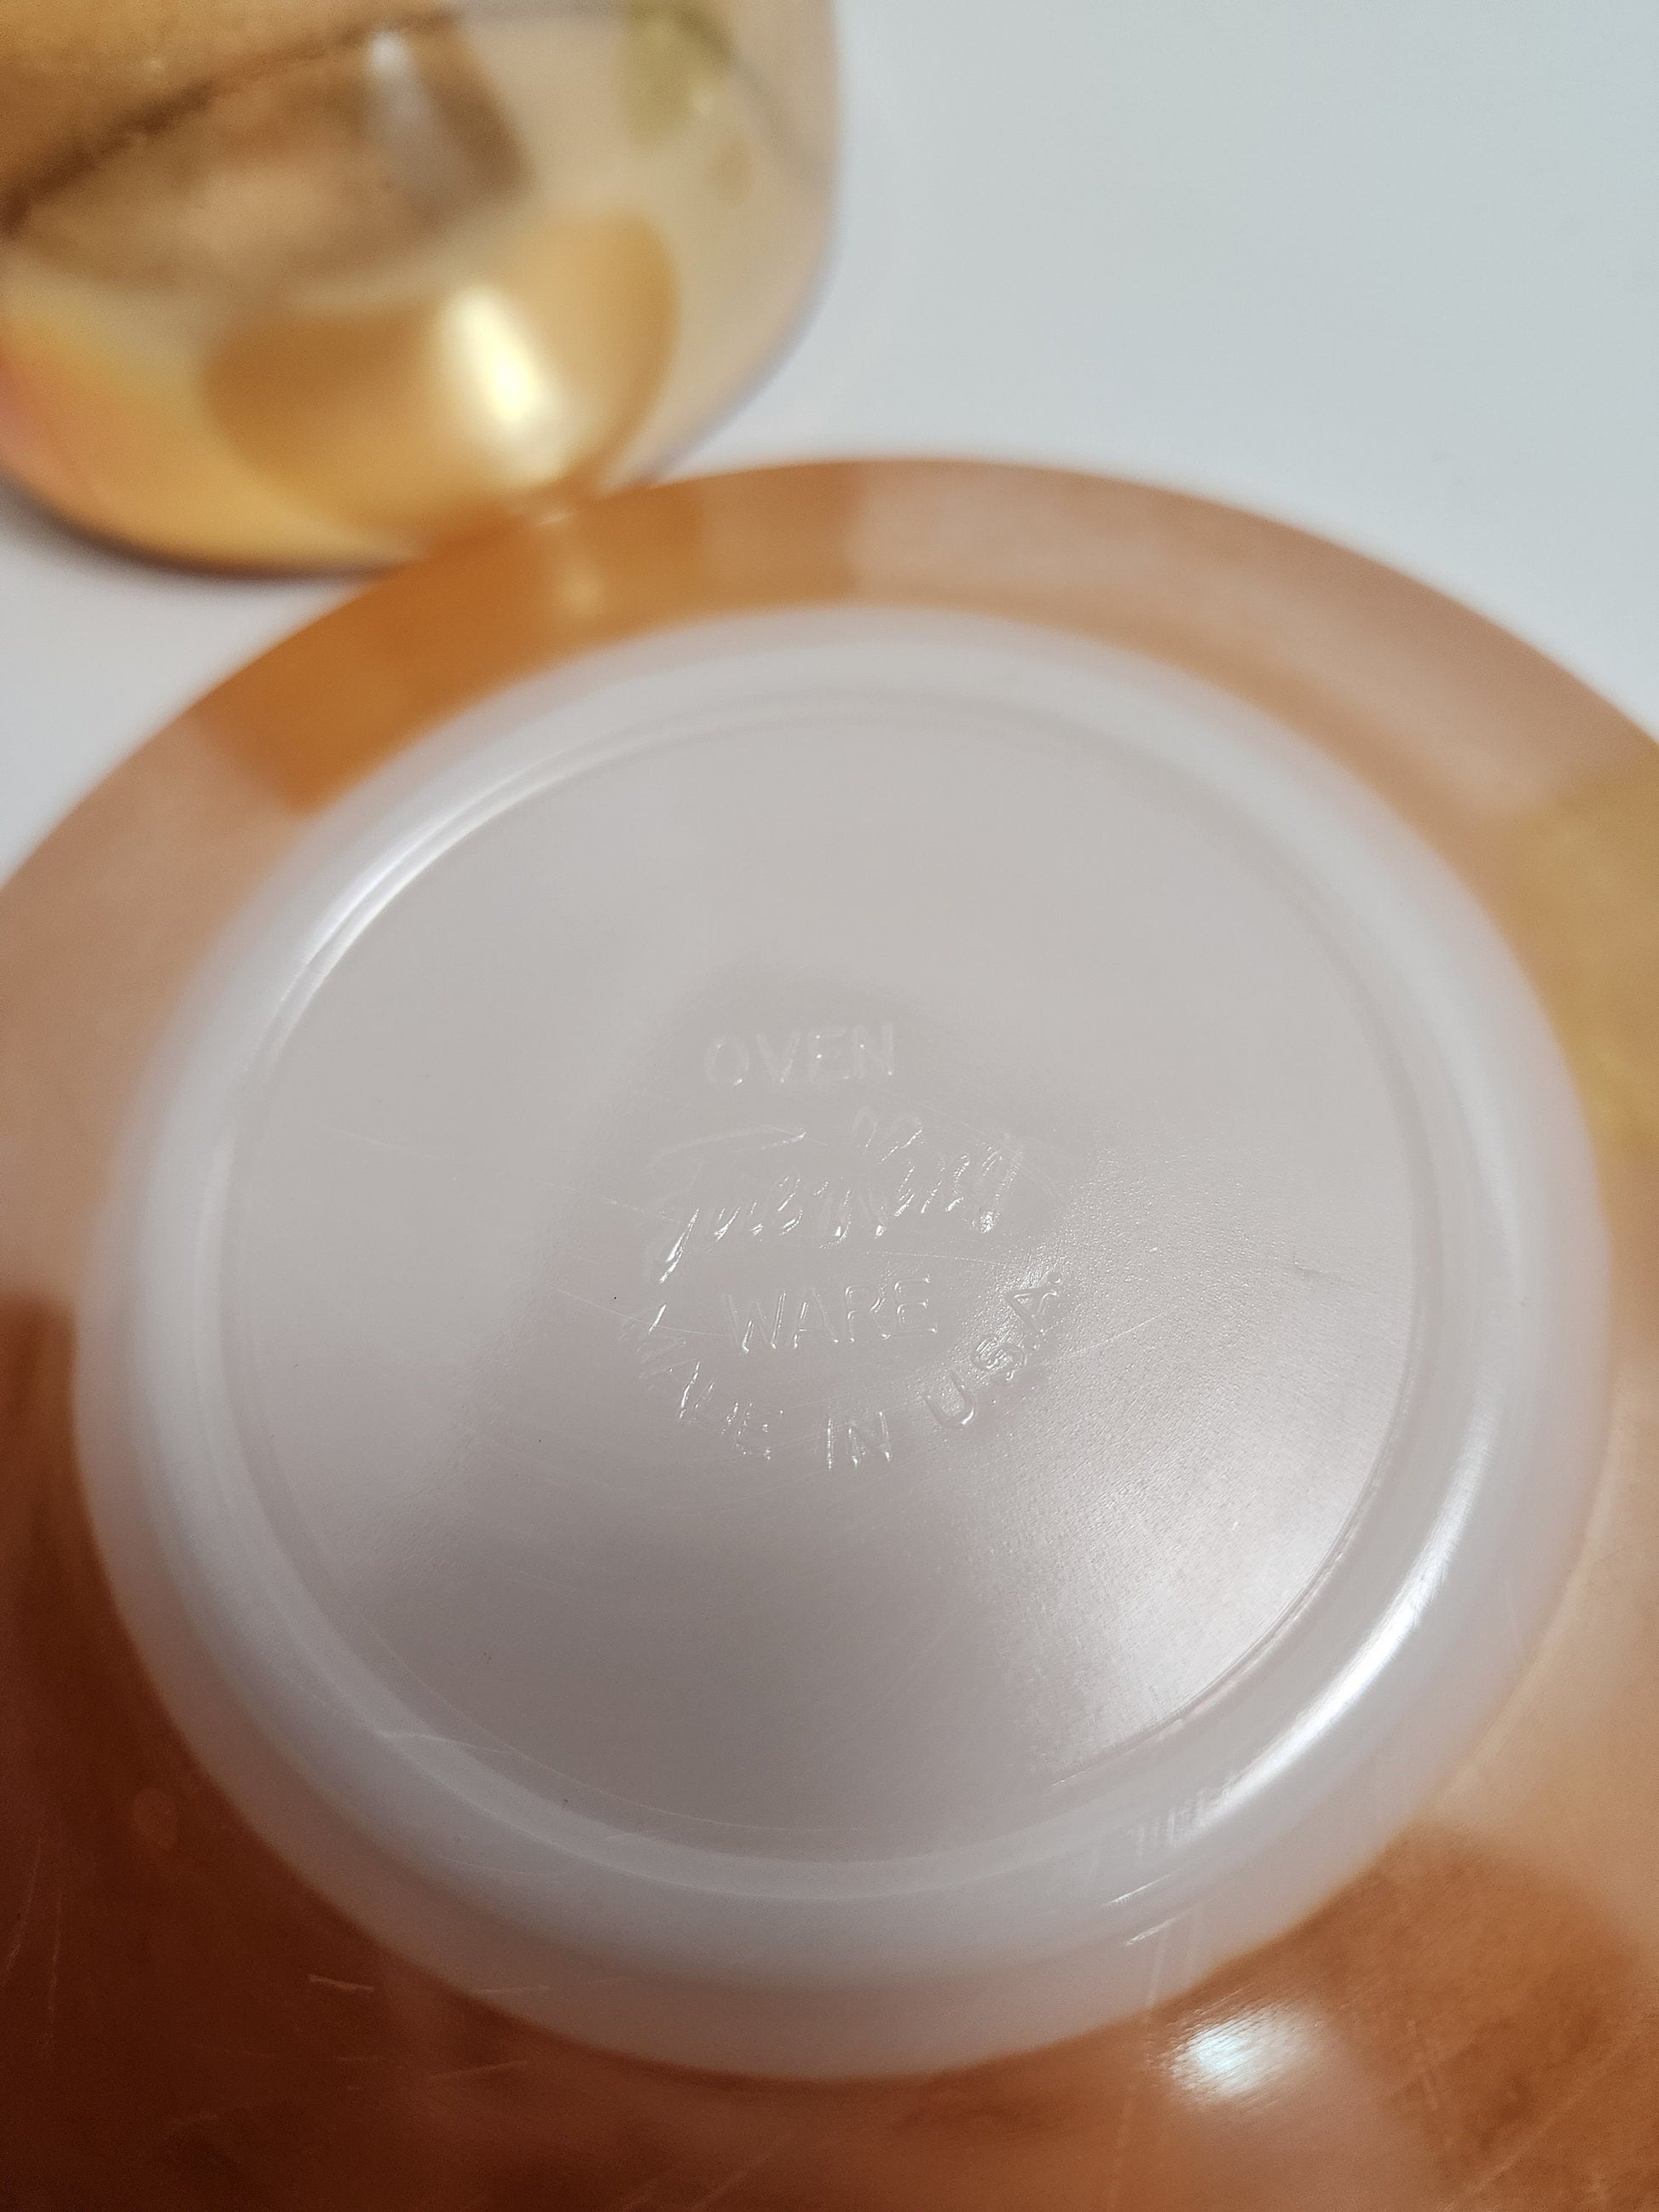 OVEN
Fire King
WARE
MADE IN U.S.A.